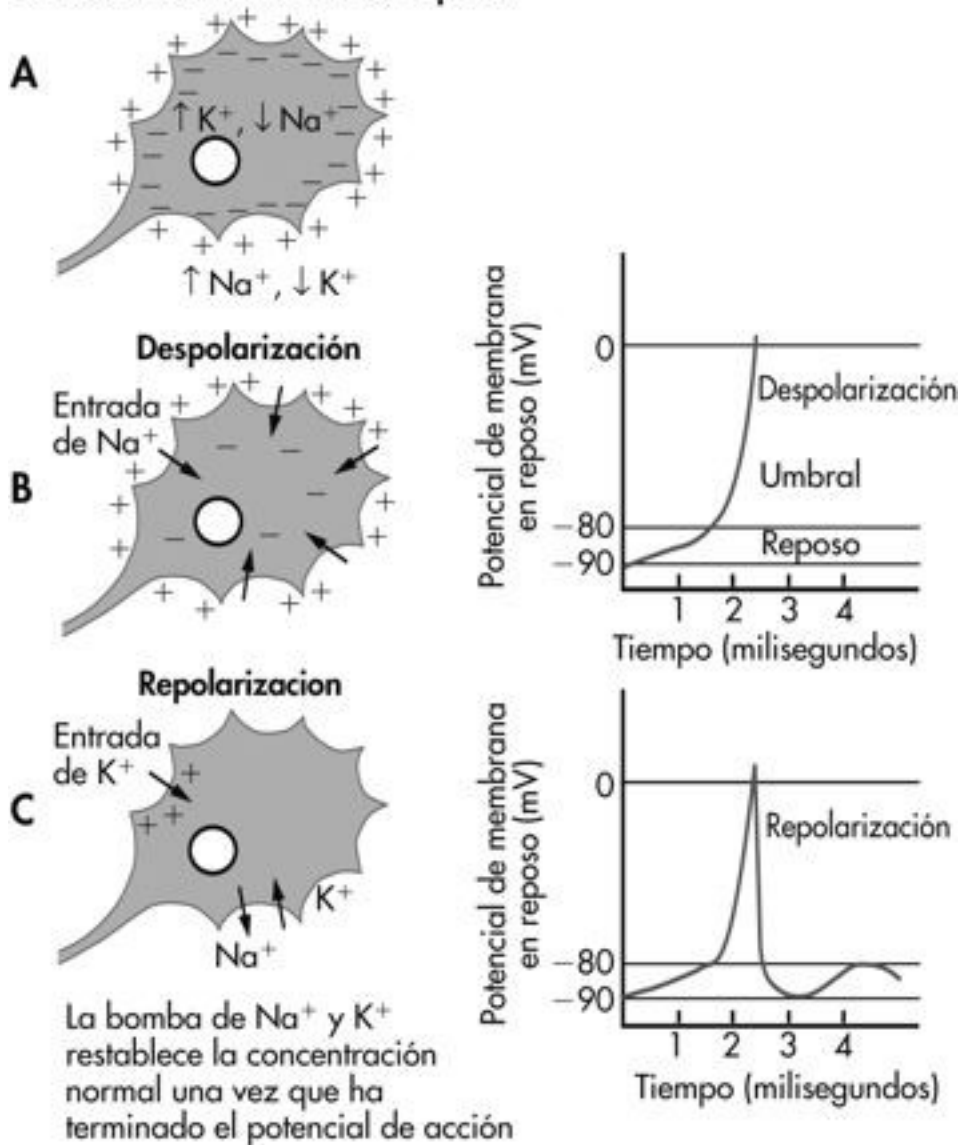 A
↑ K⁺, ↓ Na⁺
↑ Na⁺, ↓ K⁺
Despolarización
Entrada
de Na⁺
B
Potencial de membrana
en reposo (mV)
0
Despolarización
Umbral
−80
Reposo
−90
1 2 3 4
Tiempo (milisegundos)
Repolarizacion
Entrada
de K⁺
C
K⁺
Na⁺
La bomba de Na⁺ y K⁺
restablece la concentración
normal una vez que ha
terminado el potencial de acción
Potencial de membrana
en reposo (mV)
0
Repolarización
−80
−90
1 2 3 4
Tiempo (milisegundos)